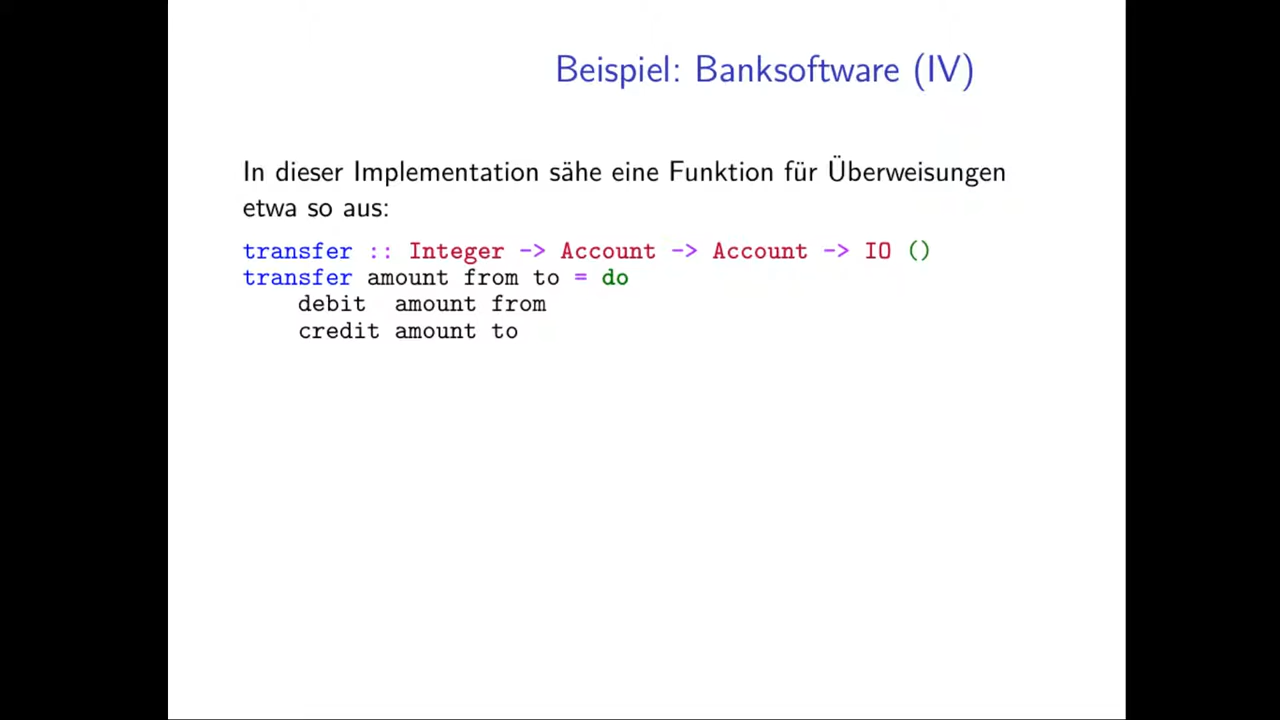 Beispiel: Banksoftware (IV)
In dieser Implementation sähe eine Funktion für Überweisungen
etwa so aus:
transfer :: Integer -> Account -> Account -> IO ()
transfer amount from to = do
    debit  amount from
    credit amount to